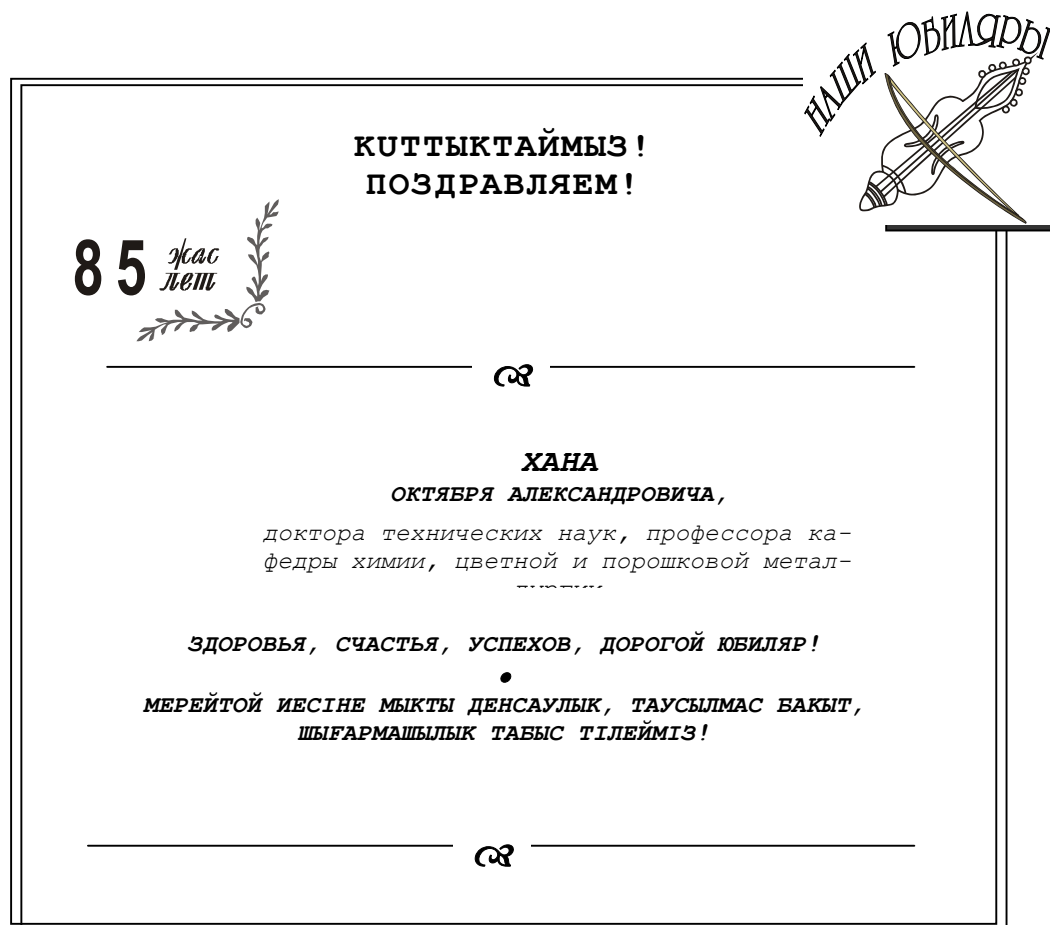 НАШИ ЮБИЛЯРЫ
КUТТЫКТАЙМЫЗ!
ПОЗДРАВЛЯЕМ!
85 жас
лет
ХАНА
ОКТЯБРЯ АЛЕКСАНДРОВИЧА,
доктора технических наук, профессора ка-
федры химии, цветной и порошковой метал-
ЗДОРОВЬЯ, СЧАСТЬЯ, УСПЕХОВ, ДОРОГОЙ ЮБИЛЯР!
•
МЕРЕЙТОЙ ИЕСІНЕ МЫКТЫ ДЕНСАУЛЫК, ТАУСЫЛМАС БАКЫТ,
ШЫҒАРМАШЫЛЫК ТАБЫС ТІЛЕЙМІЗ!